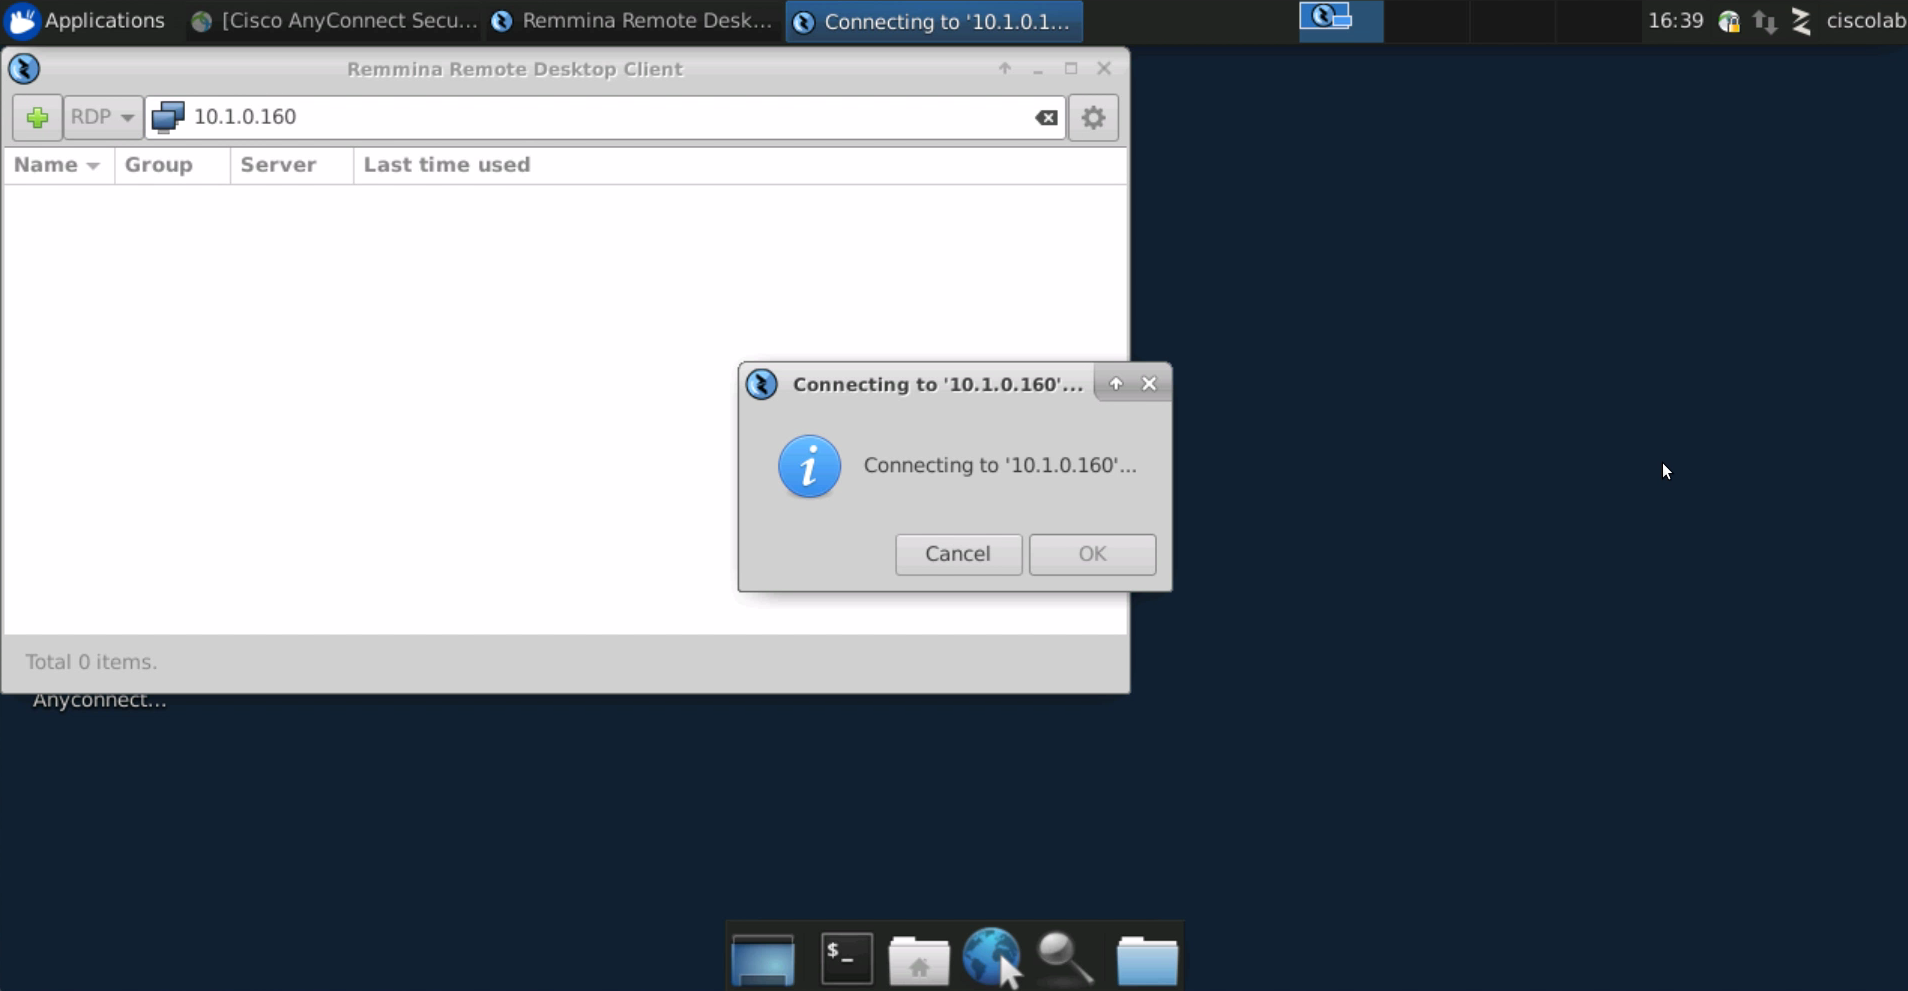 Applications
[Cisco AnyConnect Secu...
Remmina Remote Desk...
Connecting to '10.1.0.1...
16:39
ciscolab
Remmina Remote Desktop Client
RDP
10.1.0.160
Name
Group
Server
Last time used
Connecting to '10.1.0.160'...
Connecting to '10.1.0.160'...
Cancel
OK
Total 0 items.
Anyconnect...
$_